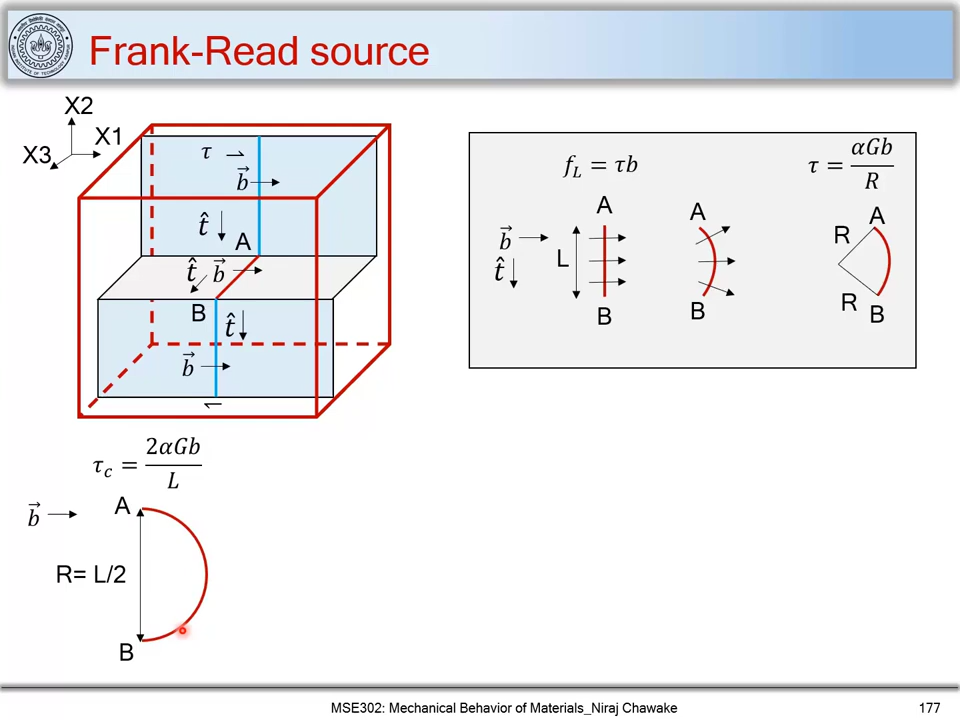 Frank-Read source
X2
X1
X3
τ
b⃗
t̂
A
t̂ b⃗
B
t̂
b⃗
1
f_L = τb
τ = αGb/R
A
A
A
b⃗
t̂
L
R
R
B
B
B
τ_c = 2αGb/L
b⃗
A
R= L/2
B
MSE302: Mechanical Behavior of Materials_Niraj Chawake
177